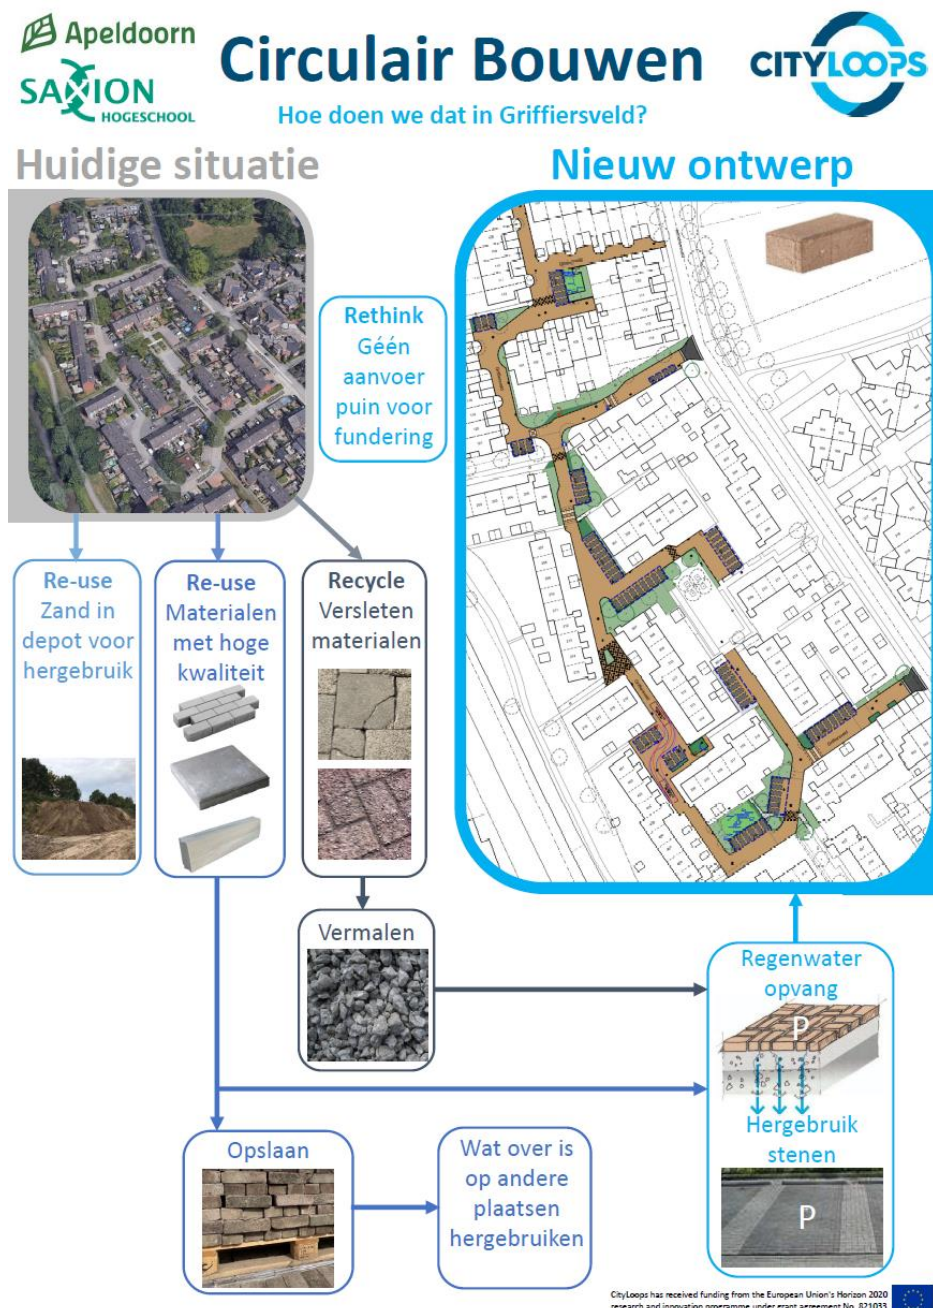 Apeldoorn
SAXION
HOGESCHOOL
Circulair Bouwen
CITYLOOPS
Hoe doen we dat in Griffiersveld?
Huidige situatie
Nieuw ontwerp
Rethink
Géén
aanvoer
puin voor
fundering
Re-use
Zand in
depot voor
hergebruik
Re-use
Materialen
met hoge
kwaliteit
Recycle
Versleten
materialen
Vermalen
Regenwater
opvang
P
Hergebruik
stenen
P
Opslaan
Wat over is
op andere
plaatsen
hergebruiken
CityLoops has received funding from the European Union's Horizon 2020
research and innovation programme under grant agreement No. 821033